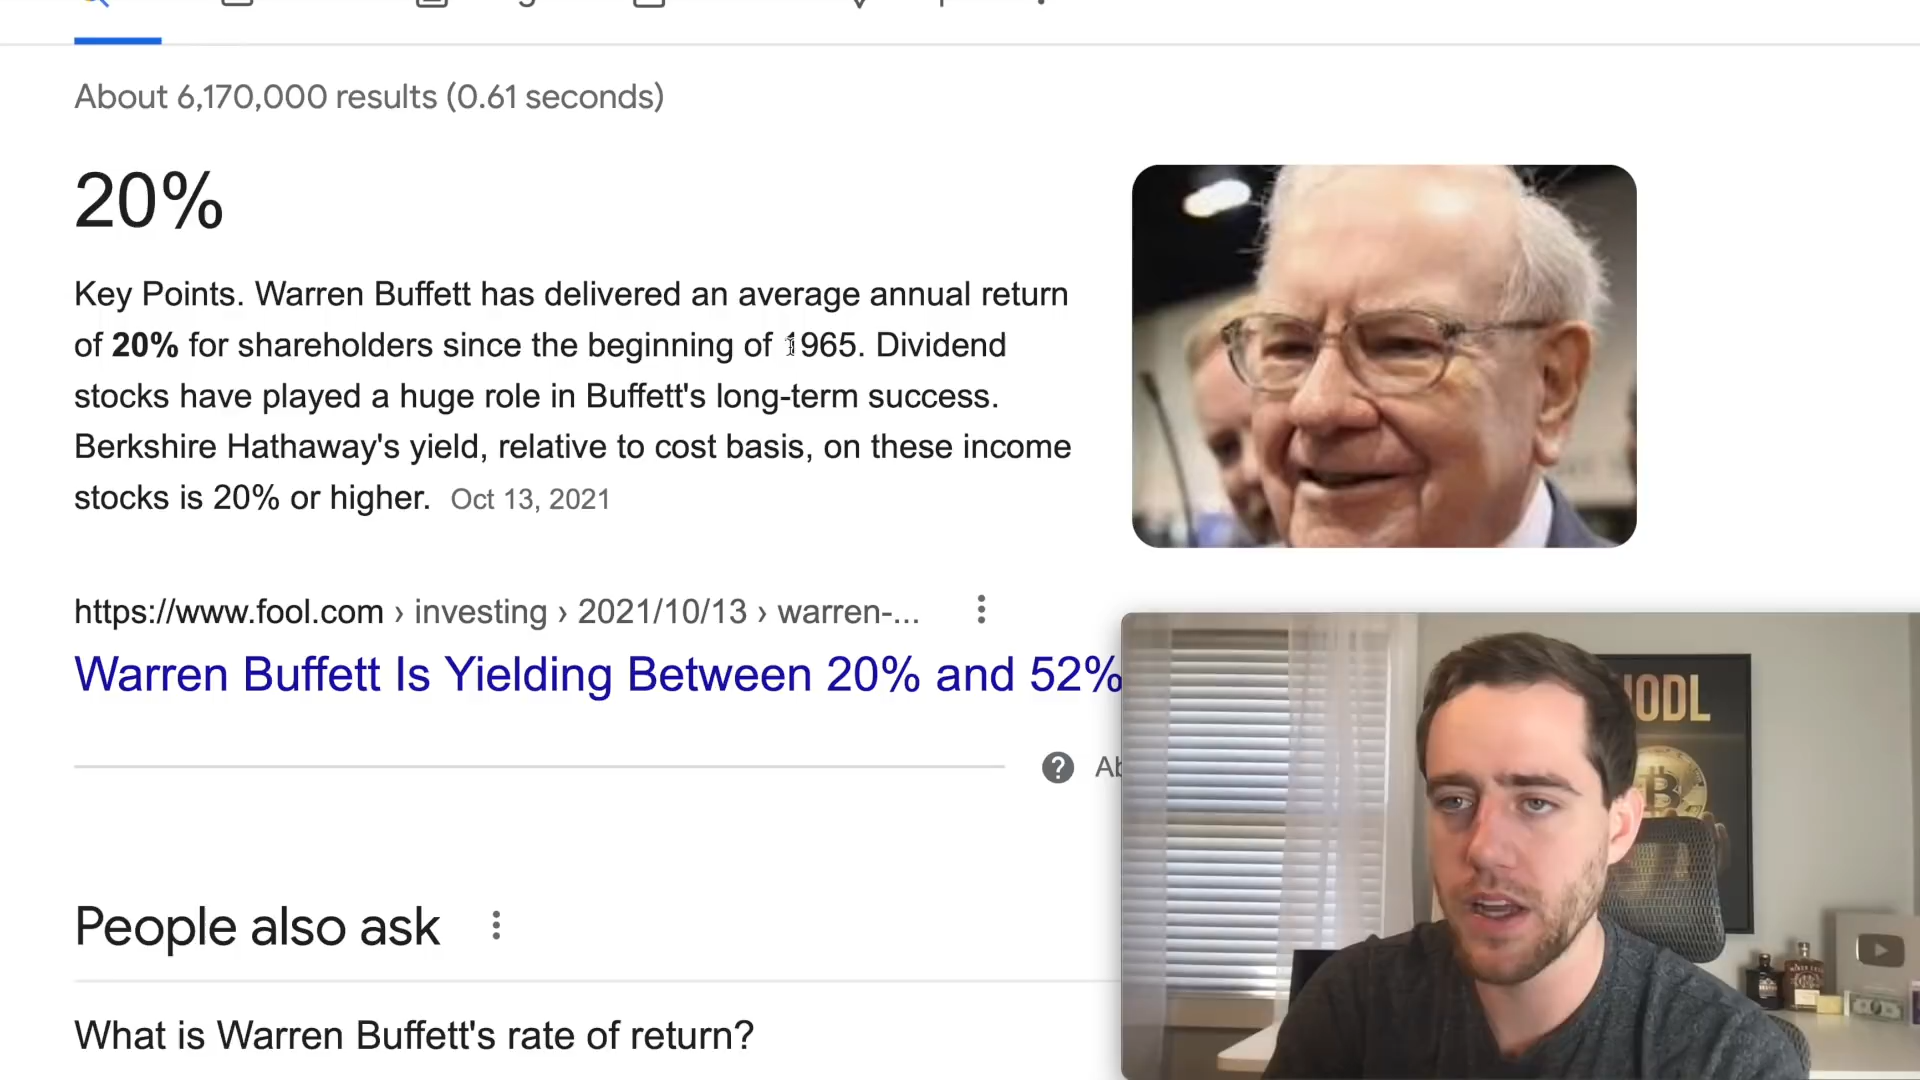 About 6,170,000 results (0.61 seconds)
20%
Key Points. Warren Buffett has delivered an average annual return
of 20% for shareholders since the beginning of 1965. Dividend
stocks have played a huge role in Buffett's long-term success.
Berkshire Hathaway's yield, relative to cost basis, on these income
stocks is 20% or higher. Oct 13, 2021
https://www.fool.com › investing › 2021/10/13 › warren-...
Warren Buffett Is Yielding Between 20% and 52%
?
People also ask
What is Warren Buffett's rate of return?
ODL